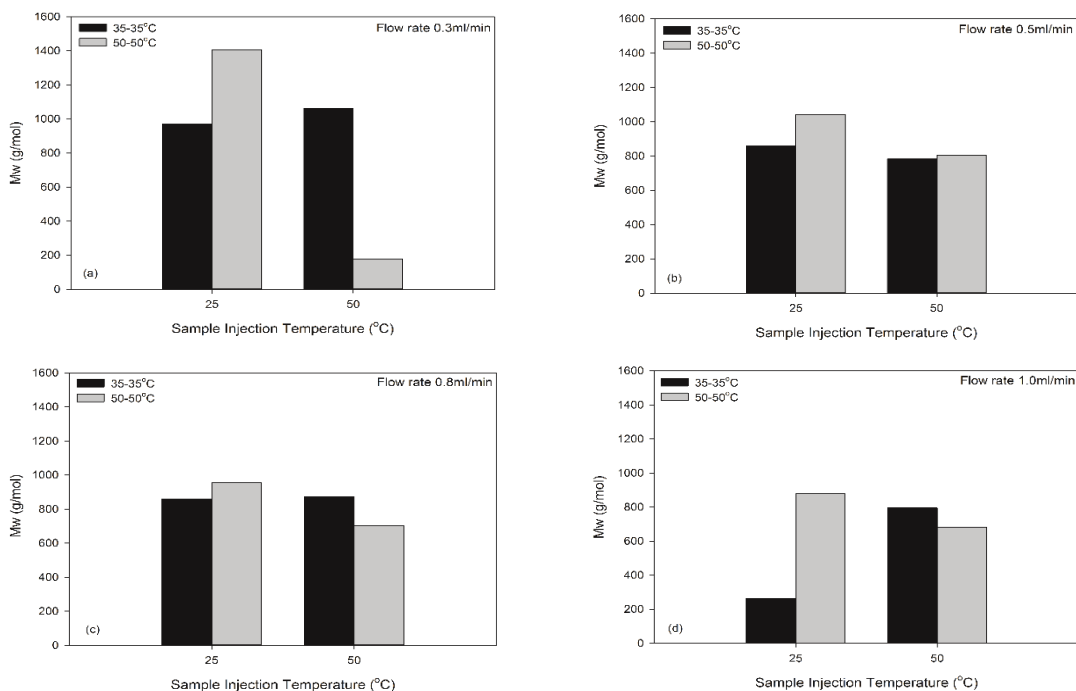 1600
1400
1200
1000
800
600
400
200
0
Mw (g/mol)
35-35°C
50-50°C
Flow rate 0.3ml/min
(a)
25
50
Sample Injection Temperature (°C)
1600
1400
1200
1000
800
600
400
200
0
Mw (g/mol)
35-35°C
50-50°C
Flow rate 0.5ml/min
(b)
25
50
Sample Injection Temperature (°C)
1600
1400
1200
1000
800
600
400
200
0
Mw (g/mol)
35-35°C
50-50°C
Flow rate 0.8ml/min
(c)
25
50
Sample Injection Temperature (°C)
1600
1400
1200
1000
800
600
400
200
0
Mw (g/mol)
35-35°C
50-50°C
Flow rate 1.0ml/min
(d)
25
50
Sample Injection Temperature (°C)